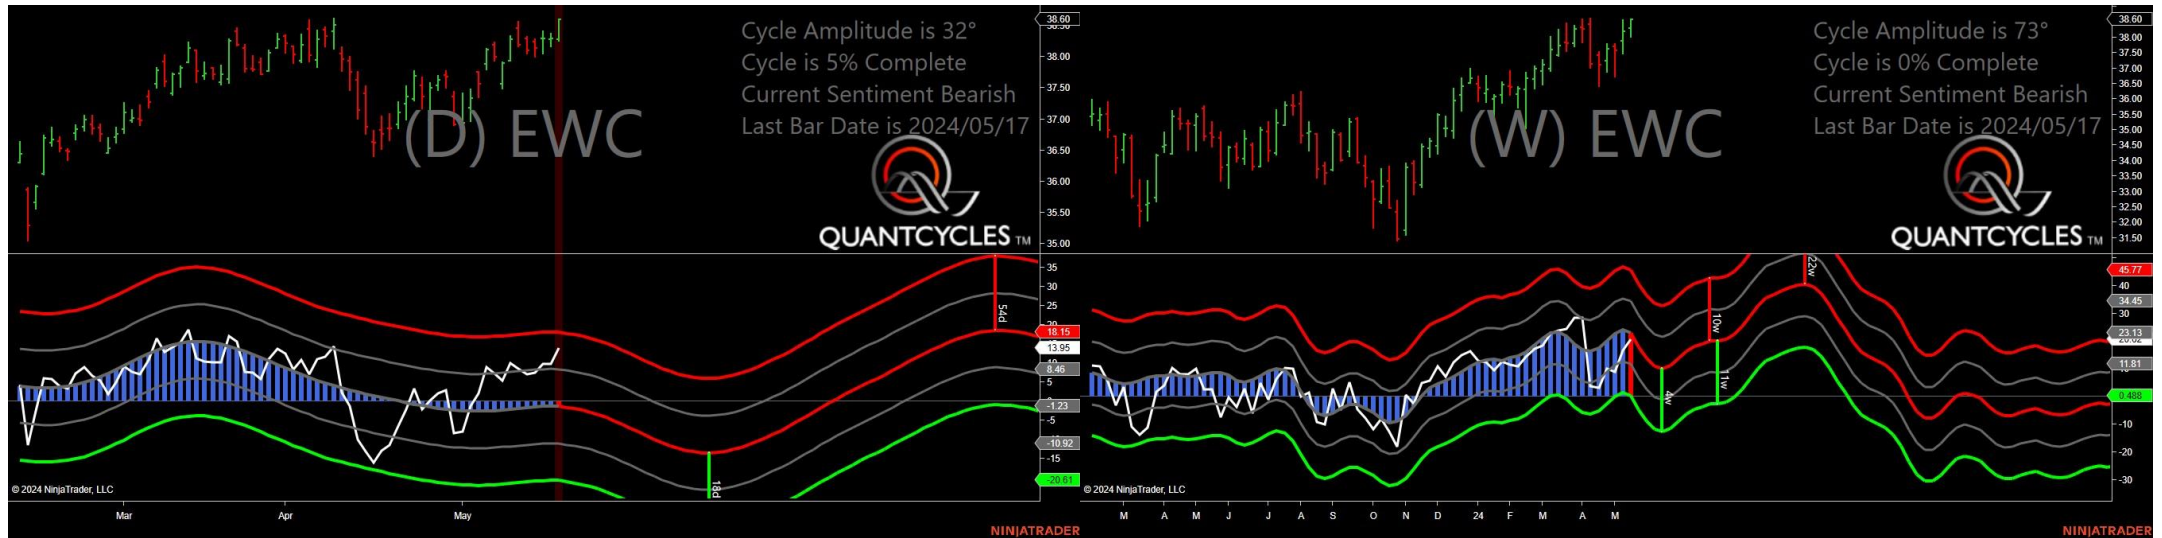 Cycle Amplitude is 32°
Cycle is 5% Complete
Current Sentiment Bearish
Last Bar Date is 2024/05/17
(D) EWC
QUANTCYCLES TM
38.60
38.00
37.50
37.00
36.50
36.00
35.50
35.00
35
30
25
18.15
13.95
8.46
5
-1.23
-5
-10.92
-15
-20.61
54d
18d
© 2024 NinjaTrader, LLC
Mar Apr May
NINJATRADER
Cycle Amplitude is 73°
Cycle is 0% Complete
Current Sentiment Bearish
Last Bar Date is 2024/05/17
(W) EWC
QUANTCYCLES TM
38.60
38.00
37.50
37.00
36.50
36.00
35.50
35.00
34.50
34.00
33.50
33.00
32.50
32.00
31.50
45.77
40
34.45
30
23.13
11.81
0.488
-10
-20
-30
22w
10w
11w
4w
© 2024 NinjaTrader, LLC
M A M J J A S O N D 24 F M A M
NINJATRADER